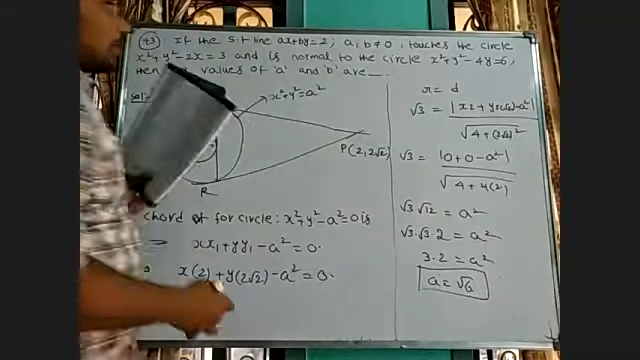 43) If the S.t line ax+by=2; a,b≠0, touches the circle
x²+y²-2x=3 and is normal to the circle x²+y²-4y=6,
then values of 'a' and 'b' are
Sol:-
x²+y²=a²
P(2,2√2)
R
chord of for circle: x²+y²-a²=0 is
⇒ xx₁+yy₁-a²=0.
x(2)+y(2√2)-a²=0.
r = d
√3 = |x2+y2(√2)-a²| / √4+(2√2)²
√3 = |0+0-a²| / √4+4(2)
√3 √12 = a²
√3·√3·2 = a²
3·2 = a²
a=√6